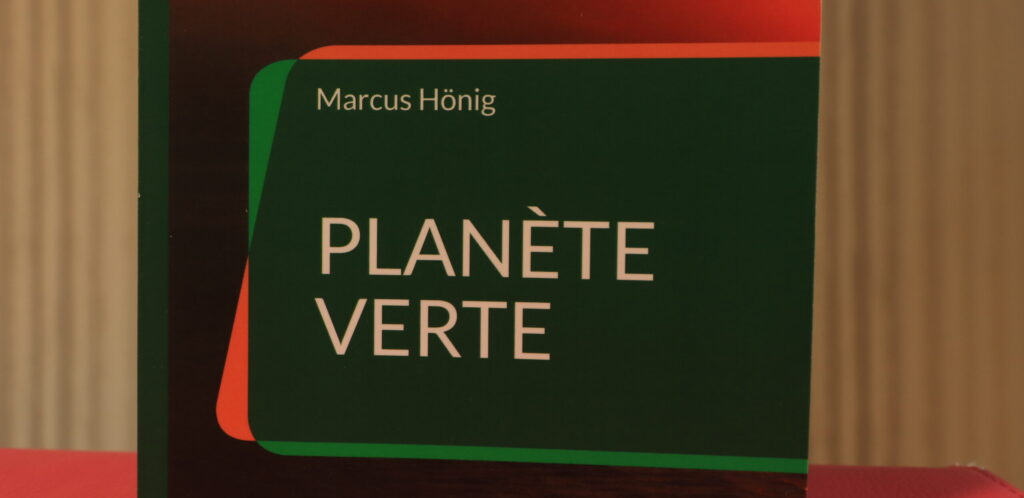 Marcus Hönig
PLANÈTE
VERTE